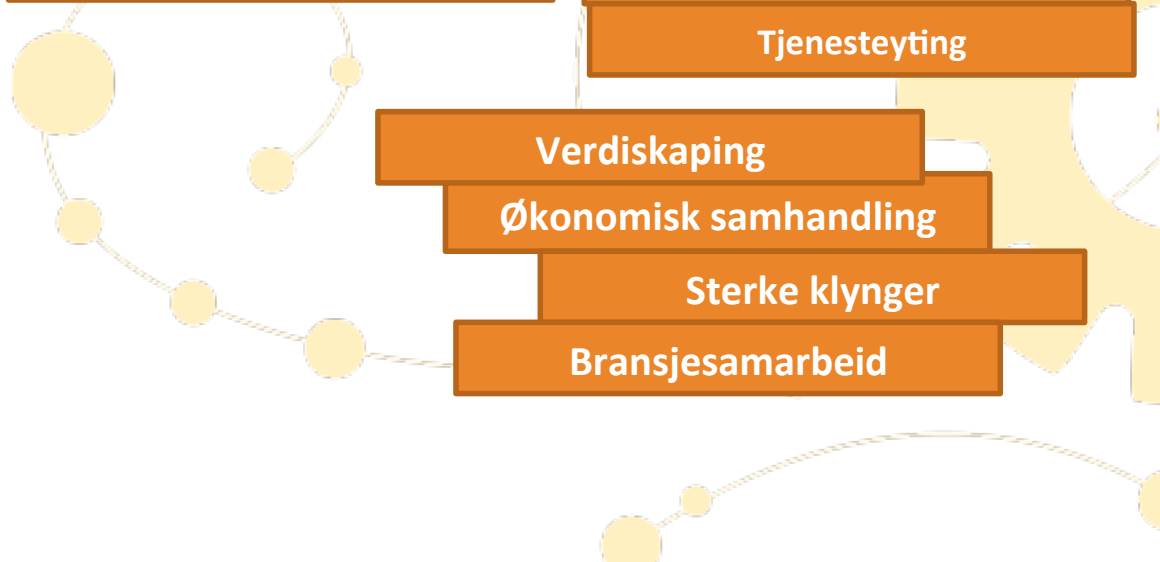 Tjenesteyting
Verdiskaping
Økonomisk samhandling
Sterke klynger
Bransjesamarbeid